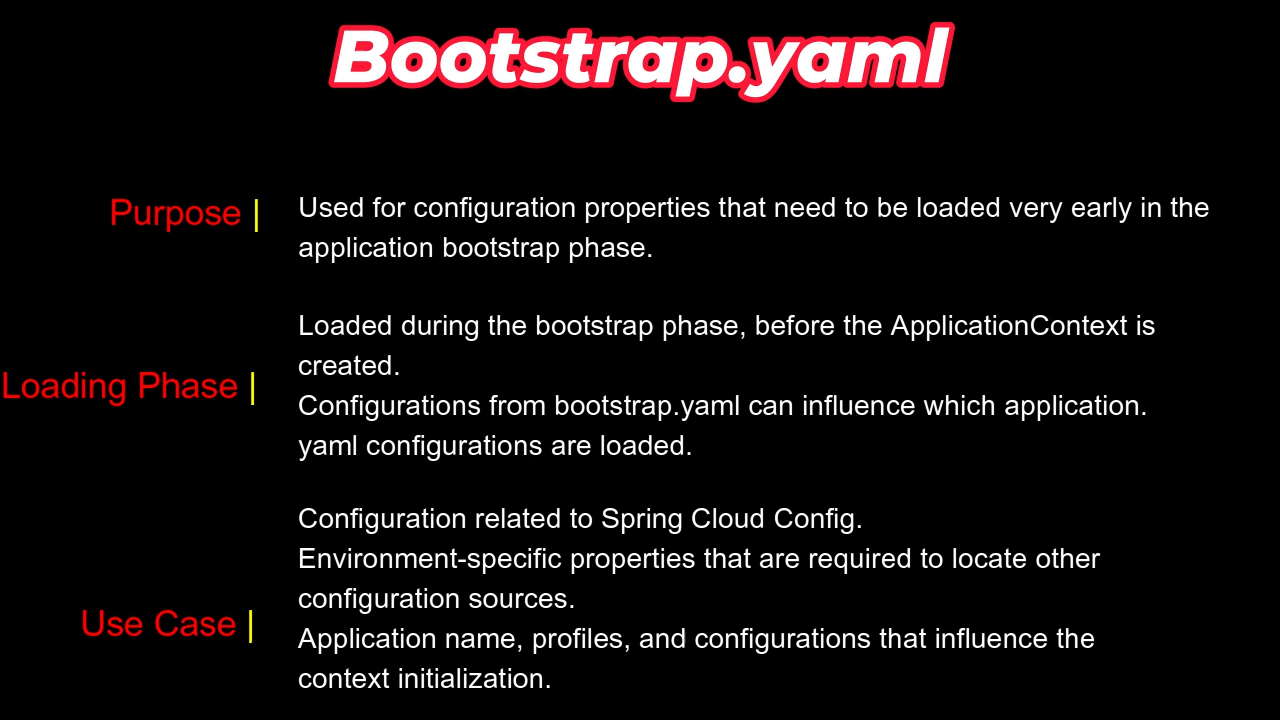 Bootstrap.yaml
Purpose |
Used for configuration properties that need to be loaded very early in the
application bootstrap phase.
Loading Phase |
Loaded during the bootstrap phase, before the ApplicationContext is
created.
Configurations from bootstrap.yaml can influence which application.
yaml configurations are loaded.
Use Case |
Configuration related to Spring Cloud Config.
Environment-specific properties that are required to locate other
configuration sources.
Application name, profiles, and configurations that influence the
context initialization.